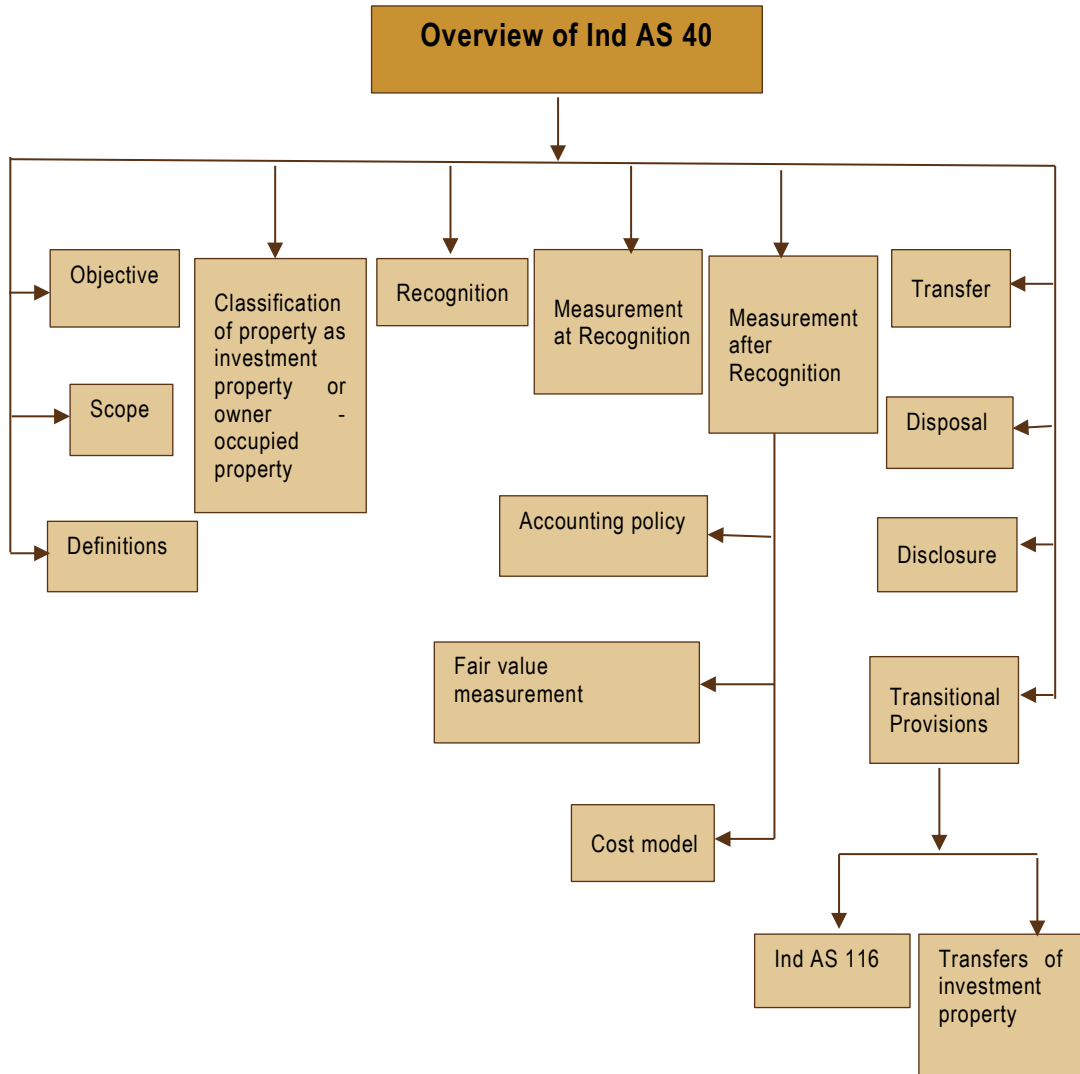 Overview of Ind AS 40
Objective
Scope
Definitions
Classification
of property as
investment
property or
owner -
occupied
property
Recognition
Measurement
at Recognition
Measurement
after
Recognition
Accounting policy
Fair value
measurement
Cost model
Transfer
Disposal
Disclosure
Transitional
Provisions
Ind AS 116
Transfers of
investment
property